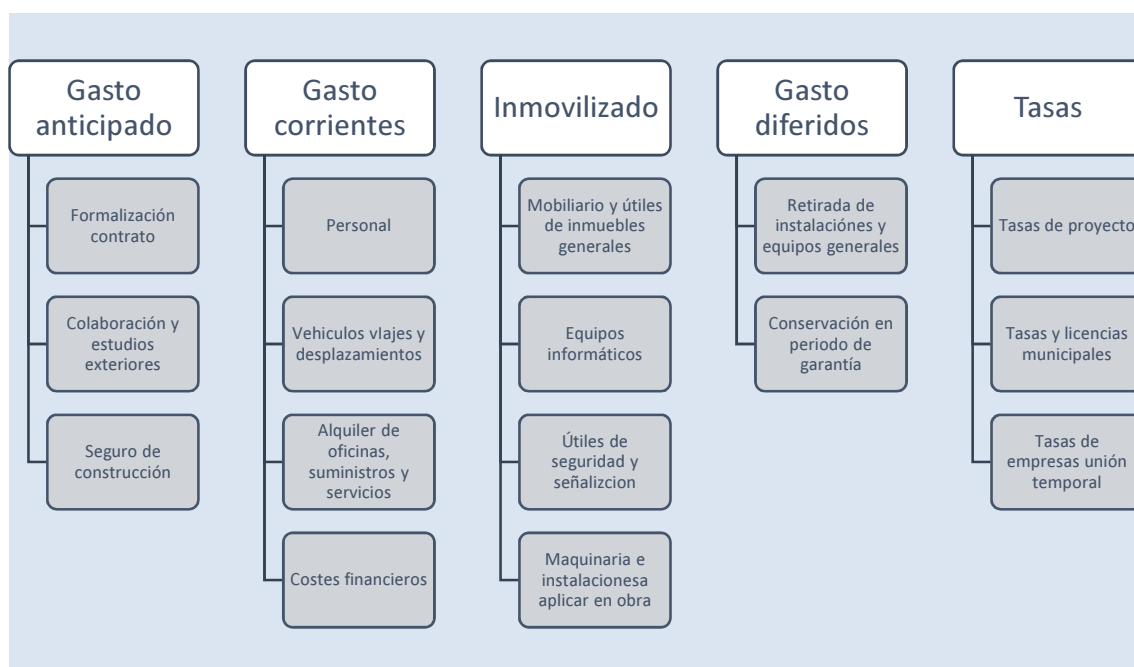 Gasto
anticipado
Formalización
contrato
Colaboración y
estudios
exteriores
Seguro de
construcción
Gasto
corrientes
Personal
Vehiculos vIajes y
desplazamientos
Alquiler de
oficinas,
suministros y
servicios
Costes financieros
Inmovilizado
Mobiliario y útiles
de inmuebles
generales
Equipos
informáticos
Útiles de
seguridad y
señalizcion
Maquinaria e
instalacionesa
aplicar en obra
Gasto
diferidos
Retirada de
instalaciónes y
equipos generales
Conservación en
periodo de
garantía
Tasas
Tasas de proyecto
Tasas y licencias
municipales
Tasas de
empresas unión
temporal